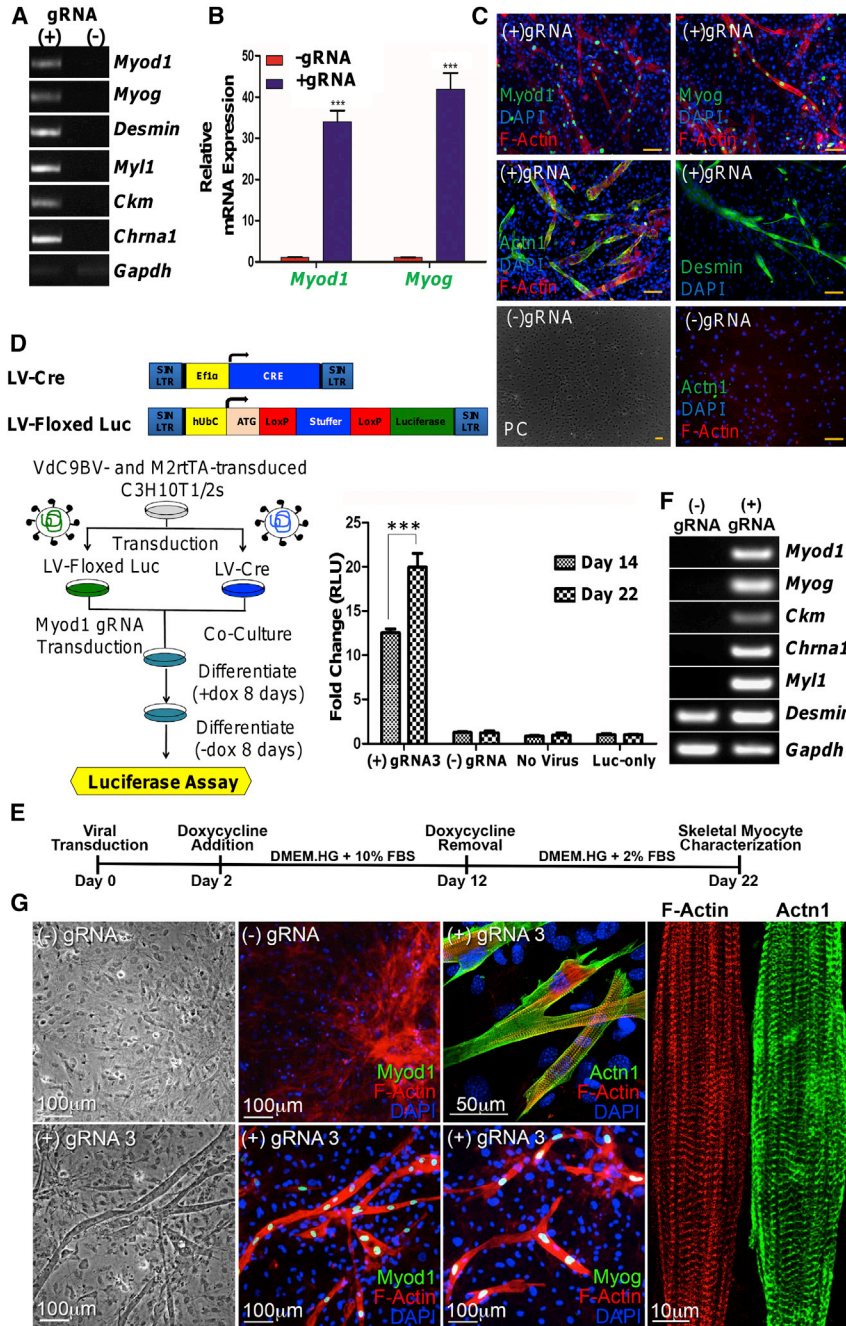 A
gRNA
(+) (-)
Myod1
Myog
Desmin
Myl1
Ckm
Chrna1
Gapdh
B
Relative
mRNA Expression
50
40
30
20
10
0
-gRNA
+gRNA
***
***
Myod1
Myog
C
(+)gRNA
Myod1
DAPI
F-Actin
(+)gRNA
Myog
DAPI
F-Actin
(+)gRNA
Actn1
DAPI
F-Actin
(+)gRNA
Desmin
DAPI
(-)gRNA
PC
(-)gRNA
Actn1
DAPI
F-Actin
D
LV-Cre
SIN LTR
Ef1α
CRE
SIN LTR
LV-Floxed Luc
SIN LTR
hUbC
ATG
LoxP
Stuffer
LoxP
Luciferase
SIN LTR
VdC9BV- and M2rtTA-transduced
C3H10T1/2s
Transduction
LV-Floxed Luc
LV-Cre
Myod1 gRNA
Transduction
Co-Culture
Differentiate
(+dox 8 days)
Differentiate
(-dox 8 days)
Luciferase Assay
Fold Change (RLU)
25
20
15
10
5
0
***
Day 14
Day 22
(+) gRNA3
(-) gRNA
No Virus
Luc-only
F
(-)
gRNA
(+)
gRNA
Myod1
Myog
Ckm
Chrna1
Myl1
Desmin
Gapdh
E
Viral
Transduction
Doxycycline
Addition
Doxycycline
Removal
Skeletal Myocyte
Characterization
DMEM.HG + 10% FBS
DMEM.HG + 2% FBS
Day 0
Day 2
Day 12
Day 22
G
(-) gRNA
100μm
(-) gRNA
Myod1
F-Actin
DAPI
100μm
(+) gRNA 3
Actn1
F-Actin
DAPI
50μm
F-Actin
Actn1
(+) gRNA 3
100μm
(+) gRNA 3
Myod1
F-Actin
DAPI
100μm
(+) gRNA 3
Myog
F-Actin
DAPI
100μm
10μm